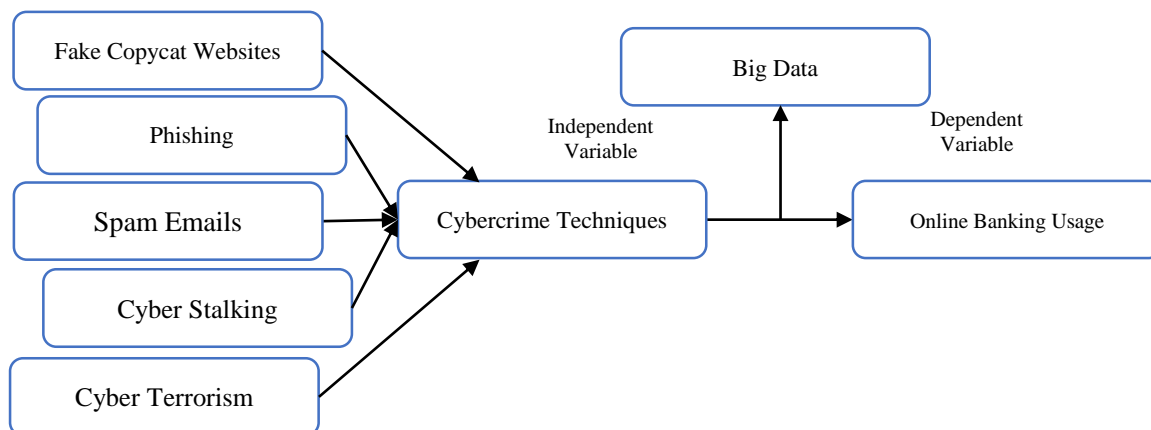 Fake Copycat Websites
Phishing
Spam Emails
Cyber Stalking
Cyber Terrorism
Independent
Variable
Cybercrime Techniques
Big Data
Dependent
Variable
Online Banking Usage